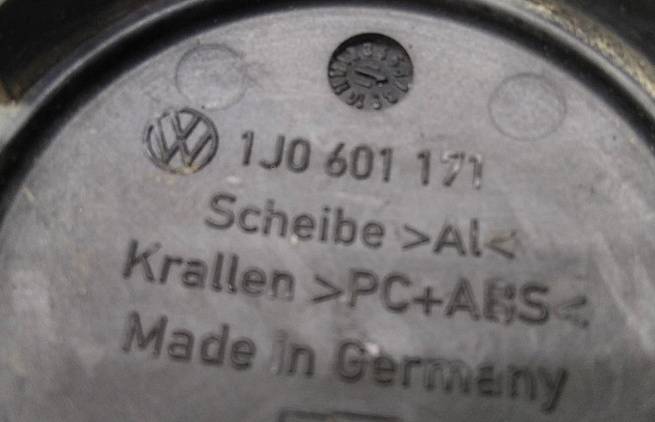 1J0 601 171
Scheibe >Al<
Krallen >PC+ABS<
Made in Germany